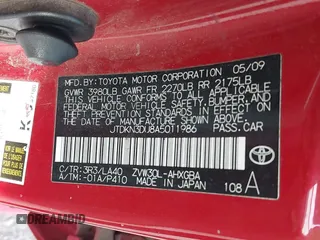 MFD.BY:TOYOTA MOTOR CORPORATION 05/09
GVWR 3980LB GAWR FR 2270LB RR 2175LB
THIS VEHICLE CONFORMS TO ALL APPLICABLE
FEDERAL MOTOR VEHICLE SAFETY, BUMPER, AND
THEFT PREVENTION STANDARDS IN EFFECT ON
THE DATE OF MANUFACTURE SHOWN ABOVE.
JTDKN3DU8A5011986
PASS.CAR
C/TR:3R3/LA40 ZVW30L-AHXGBA
A/TM:-01A/P410 MADE IN JAPAN
108 A
TOYOTA